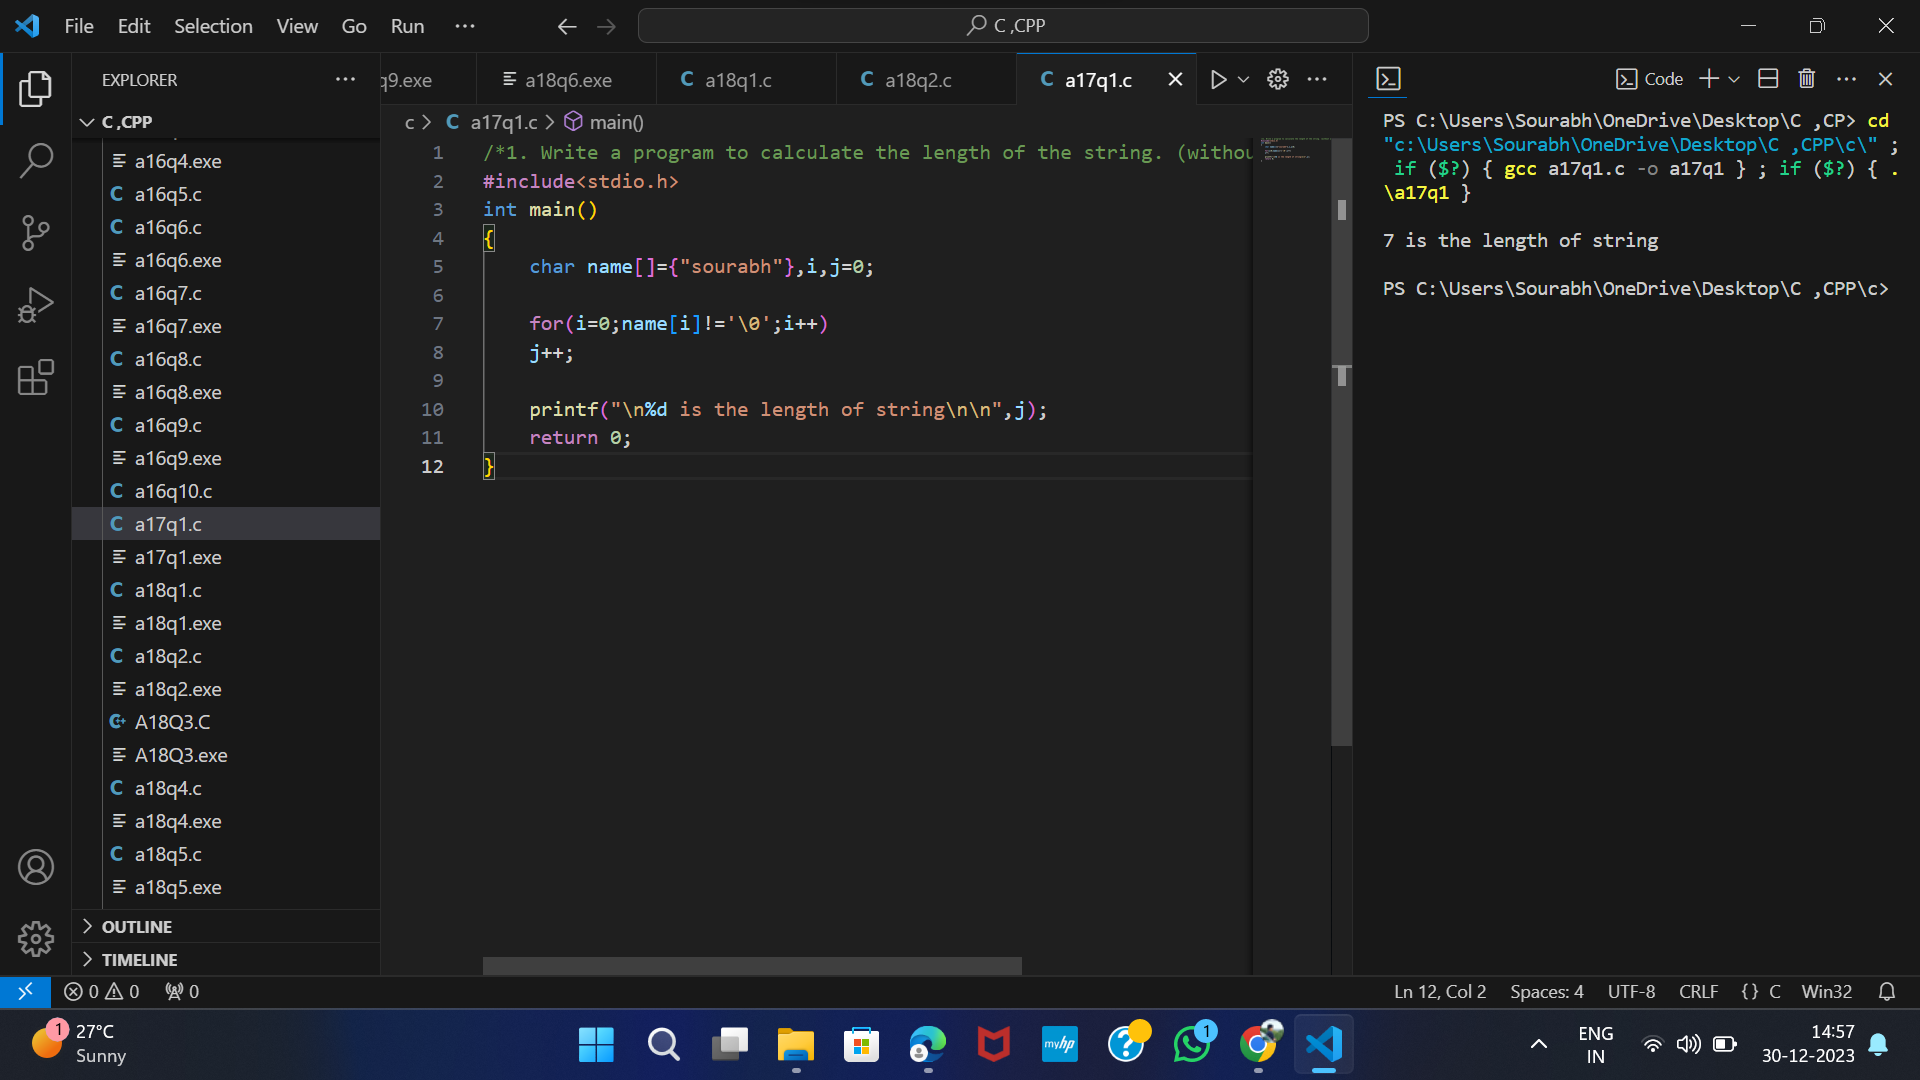 File Edit Selection View Go Run ···
C ,CPP
EXPLORER
C ,CPP
a16q4.exe
a16q5.c
a16q6.c
a16q6.exe
a16q7.c
a16q7.exe
a16q8.c
a16q8.exe
a16q9.c
a16q9.exe
a16q10.c
a17q1.c
a17q1.exe
a18q1.c
a18q1.exe
a18q2.c
a18q2.exe
A18Q3.C
A18Q3.exe
a18q4.c
a18q4.exe
a18q5.c
a18q5.exe
OUTLINE
TIMELINE
q9.exe a18q6.exe C a18q1.c C a18q2.c C a17q1.c
c > C a17q1.c > main()
1 /*1. Write a program to calculate the length of the string. (withou
2 #include<stdio.h>
3 int main()
4 {
5 char name[]={"sourabh"},i,j=0;
6
7 for(i=0;name[i]!='\0';i++)
8 j++;
9
10 printf("\n%d is the length of string\n\n",j);
11 return 0;
12 }
Code
PS C:\Users\Sourabh\OneDrive\Desktop\C ,CP> cd
"c:\Users\Sourabh\OneDrive\Desktop\C ,CPP\c\" ;
if ($?) { gcc a17q1.c -o a17q1 } ; if ($?) { .
\a17q1 }
7 is the length of string
PS C:\Users\Sourabh\OneDrive\Desktop\C ,CPP\c>
0 0 0
Ln 12, Col 2 Spaces: 4 UTF-8 CRLF {} C Win32
1
27°C
Sunny
myhp
1
ENG
IN
14:57
30-12-2023